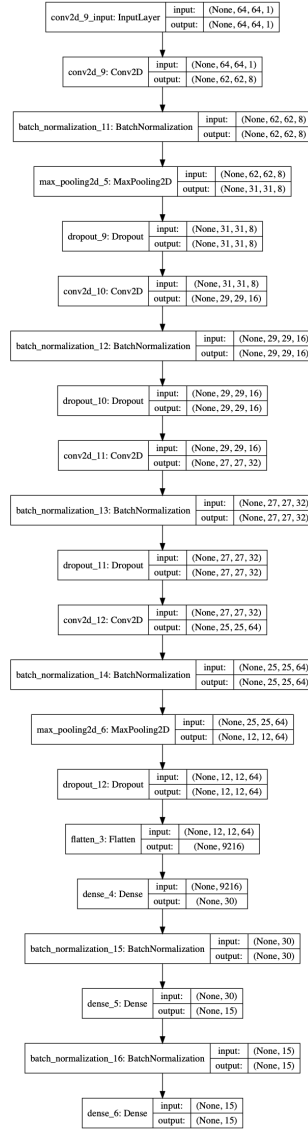 conv2d_9_input: InputLayer input: (None, 64, 64, 1)
output: (None, 64, 64, 1)
conv2d_9: Conv2D input: (None, 64, 64, 1)
output: (None, 62, 62, 8)
batch_normalization_11: BatchNormalization input: (None, 62, 62, 8)
output: (None, 62, 62, 8)
max_pooling2d_5: MaxPooling2D input: (None, 62, 62, 8)
output: (None, 31, 31, 8)
dropout_9: Dropout input: (None, 31, 31, 8)
output: (None, 31, 31, 8)
conv2d_10: Conv2D input: (None, 31, 31, 8)
output: (None, 29, 29, 16)
batch_normalization_12: BatchNormalization input: (None, 29, 29, 16)
output: (None, 29, 29, 16)
dropout_10: Dropout input: (None, 29, 29, 16)
output: (None, 29, 29, 16)
conv2d_11: Conv2D input: (None, 29, 29, 16)
output: (None, 27, 27, 32)
batch_normalization_13: BatchNormalization input: (None, 27, 27, 32)
output: (None, 27, 27, 32)
dropout_11: Dropout input: (None, 27, 27, 32)
output: (None, 27, 27, 32)
conv2d_12: Conv2D input: (None, 27, 27, 32)
output: (None, 25, 25, 64)
batch_normalization_14: BatchNormalization input: (None, 25, 25, 64)
output: (None, 25, 25, 64)
max_pooling2d_6: MaxPooling2D input: (None, 25, 25, 64)
output: (None, 12, 12, 64)
dropout_12: Dropout input: (None, 12, 12, 64)
output: (None, 12, 12, 64)
flatten_3: Flatten input: (None, 12, 12, 64)
output: (None, 9216)
dense_4: Dense input: (None, 9216)
output: (None, 30)
batch_normalization_15: BatchNormalization input: (None, 30)
output: (None, 30)
dense_5: Dense input: (None, 30)
output: (None, 15)
batch_normalization_16: BatchNormalization input: (None, 15)
output: (None, 15)
dense_6: Dense input: (None, 15)
output: (None, 15)